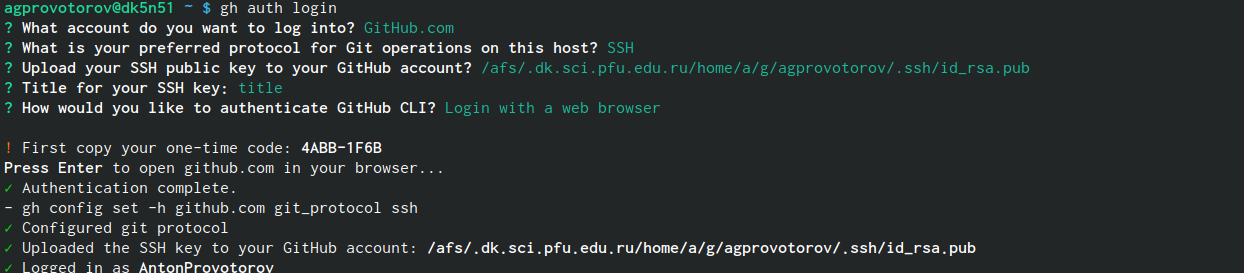 agprovotorov@dk5n51 ~ $ gh auth login
? What account do you want to log into? GitHub.com
? What is your preferred protocol for Git operations on this host? SSH
? Upload your SSH public key to your GitHub account? /afs/.dk.sci.pfu.edu.ru/home/a/g/agprovotorov/.ssh/id_rsa.pub
? Title for your SSH key: title
? How would you like to authenticate GitHub CLI? Login with a web browser
! First copy your one-time code: 4ABB-1F6B
Press Enter to open github.com in your browser...
✓ Authentication complete.
- gh config set -h github.com git_protocol ssh
✓ Configured git protocol
✓ Uploaded the SSH key to your GitHub account: /afs/.dk.sci.pfu.edu.ru/home/a/g/agprovotorov/.ssh/id_rsa.pub
✓ Logged in as AntonProvotorov